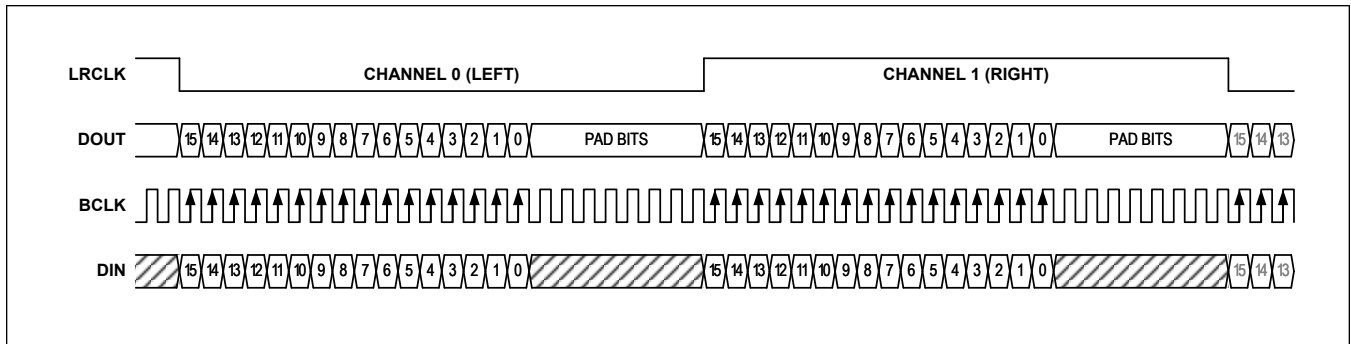 LRCLK CHANNEL 0 (LEFT) CHANNEL 1 (RIGHT)
DOUT 15 14 13 12 11 10 9 8 7 6 5 4 3 2 1 0 PAD BITS 15 14 13 12 11 10 9 8 7 6 5 4 3 2 1 0 PAD BITS 15 14 13
BCLK
DIN 15 14 13 12 11 10 9 8 7 6 5 4 3 2 1 0 15 14 13 12 11 10 9 8 7 6 5 4 3 2 1 0 15 14 13